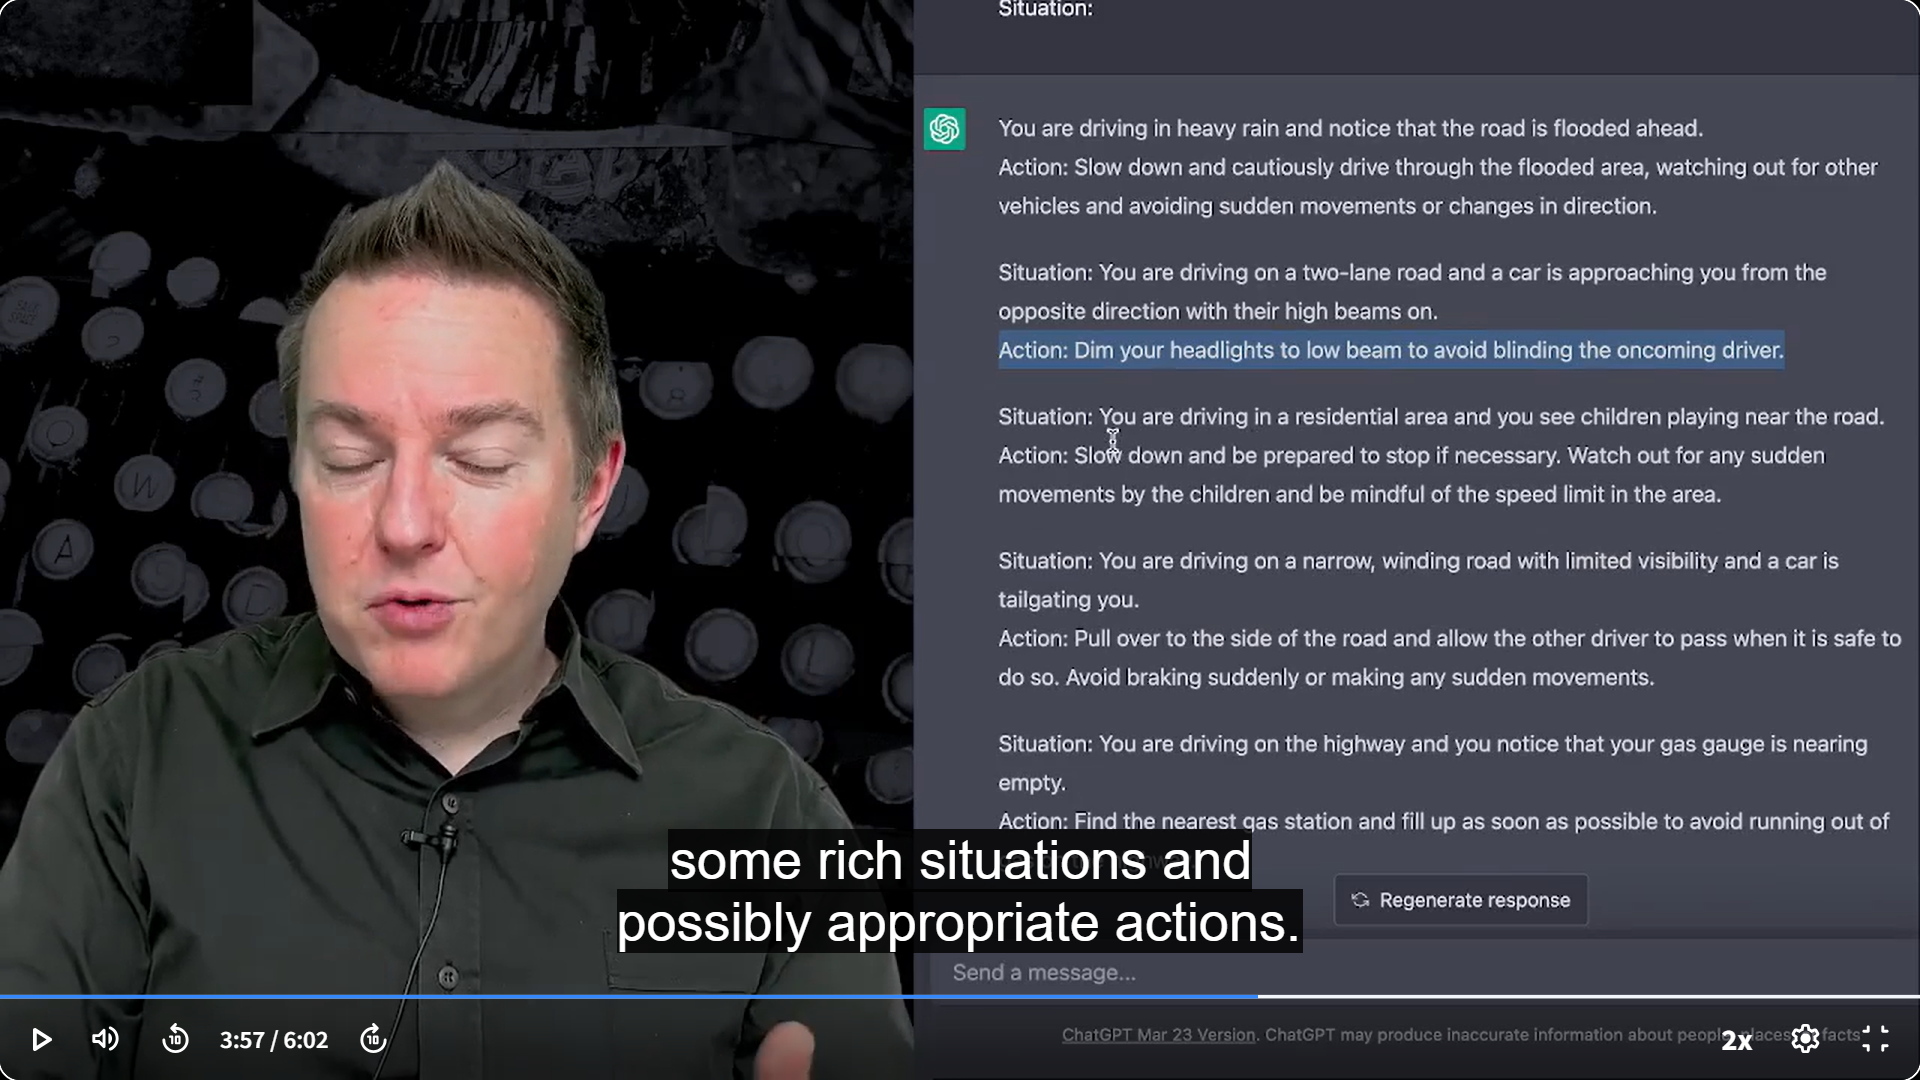 Situation:
You are driving in heavy rain and notice that the road is flooded ahead.
Action: Slow down and cautiously drive through the flooded area, watching out for other
vehicles and avoiding sudden movements or changes in direction.
Situation: You are driving on a two-lane road and a car is approaching you from the
opposite direction with their high beams on.
Action: Dim your headlights to low beam to avoid blinding the oncoming driver.
Situation: You are driving in a residential area and you see children playing near the road.
Action: Slow down and be prepared to stop if necessary. Watch out for any sudden
movements by the children and be mindful of the speed limit in the area.
Situation: You are driving on a narrow, winding road with limited visibility and a car is
tailgating you.
Action: Pull over to the side of the road and allow the other driver to pass when it is safe to
do so. Avoid braking suddenly or making any sudden movements.
Situation: You are driving on the highway and you notice that your gas gauge is nearing
empty.
Action: Find the nearest gas station and fill up as soon as possible to avoid running out of
some rich situations and
possibly appropriate actions.
Regenerate response
Send a message...
10 3:57 / 6:02 10
ChatGPT Mar 23 Version. ChatGPT may produce inaccurate information about people, places facts
2x
W
A
D